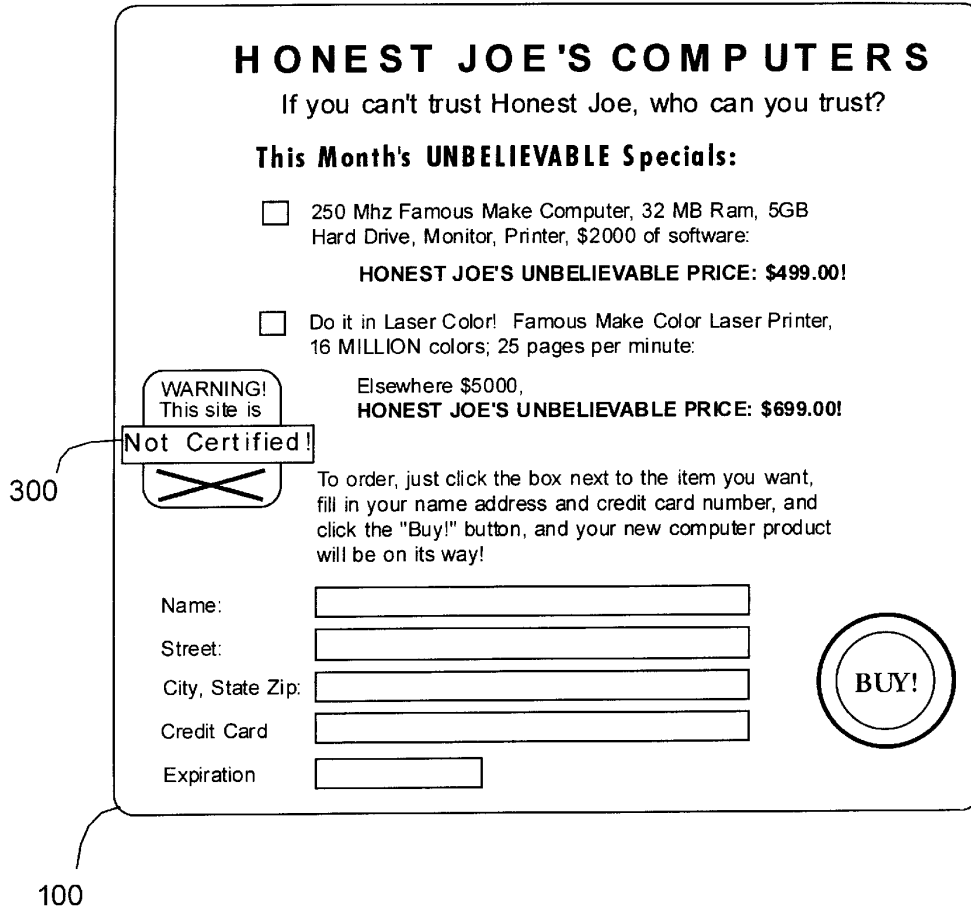 HONEST JOE'S COMPUTERS
If you can't trust Honest Joe, who can you trust?
This Month's UNBELIEVABLE Specials:
250 Mhz Famous Make Computer, 32 MB Ram, 5GB
Hard Drive, Monitor, Printer, $2000 of software:
HONEST JOE'S UNBELIEVABLE PRICE: $499.00!
Do it in Laser Color! Famous Make Color Laser Printer,
16 MILLION colors; 25 pages per minute:
Elsewhere $5000,
HONEST JOE'S UNBELIEVABLE PRICE: $699.00!
WARNING!
This site is
Not Certified!
300
To order, just click the box next to the item you want,
fill in your name address and credit card number, and
click the "Buy!" button, and your new computer product
will be on its way!
Name:
Street:
City, State Zip:
Credit Card
Expiration
BUY!
100